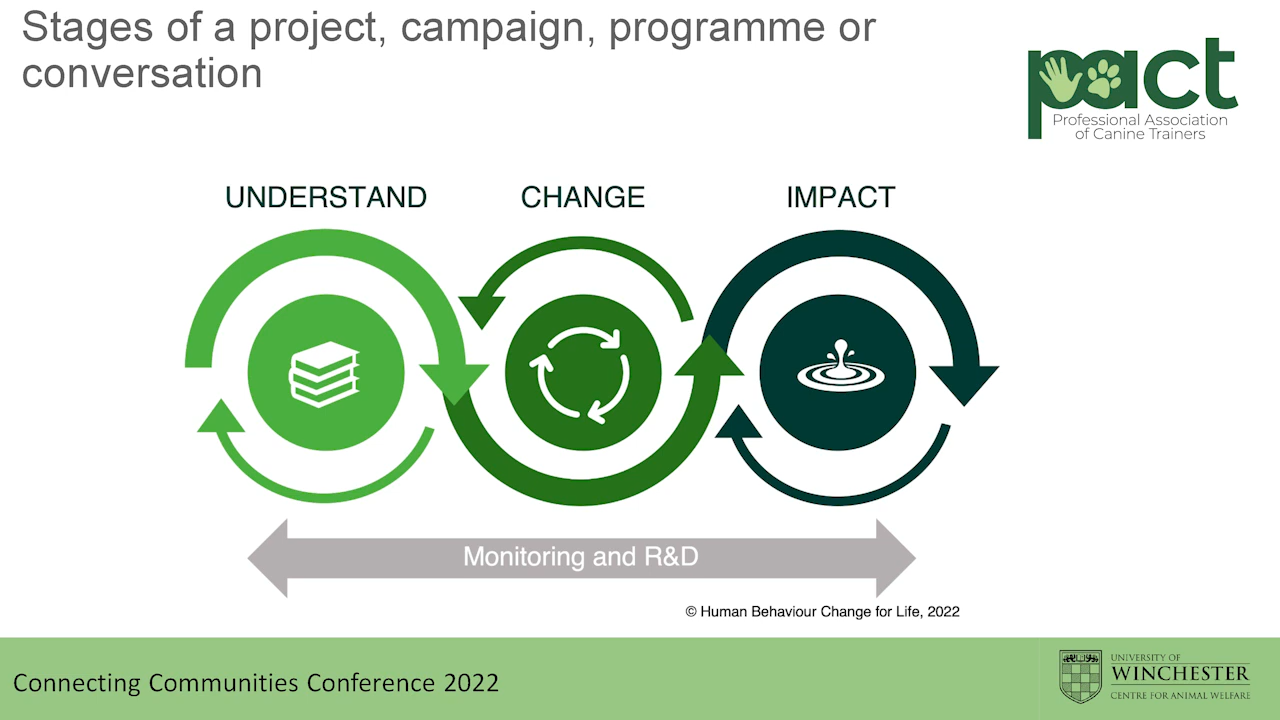 Stages of a project, campaign, programme or
conversation
pact
Professional Association
of Canine Trainers
UNDERSTAND
CHANGE
IMPACT
Monitoring and R&D
© Human Behaviour Change for Life, 2022
Connecting Communities Conference 2022
UNIVERSITY OF
WINCHESTER
CENTRE FOR ANIMAL WELFARE